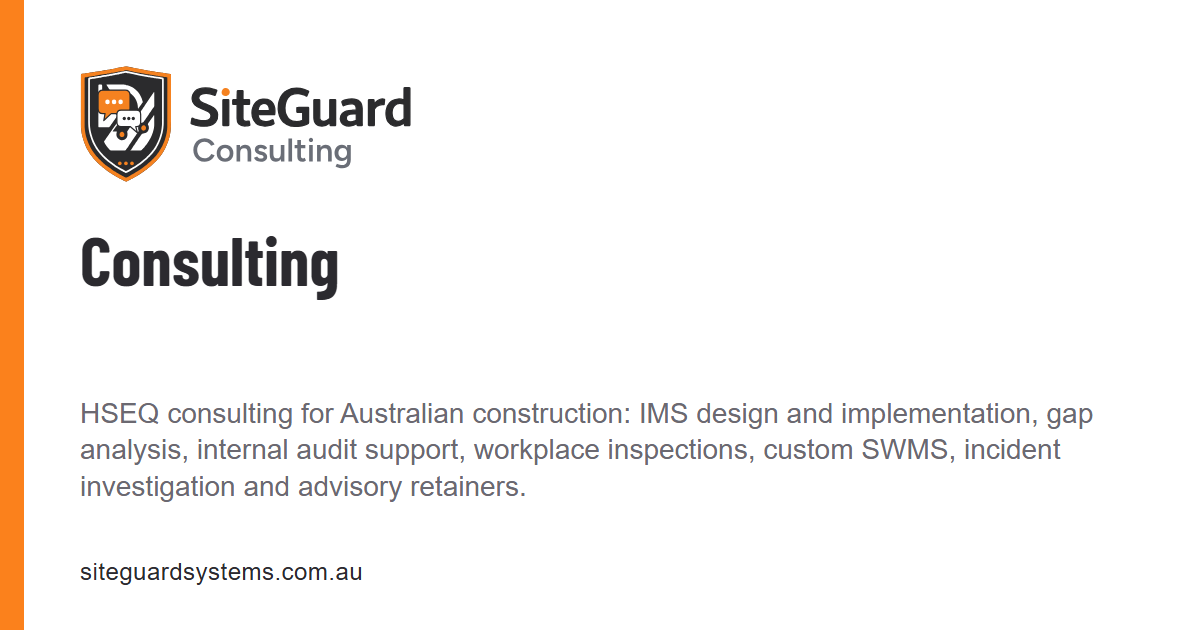 SiteGuard
Consulting
Consulting
HSEQ consulting for Australian construction: IMS design and implementation, gap
analysis, internal audit support, workplace inspections, custom SWMS, incident
investigation and advisory retainers.
siteguardsystems.com.au